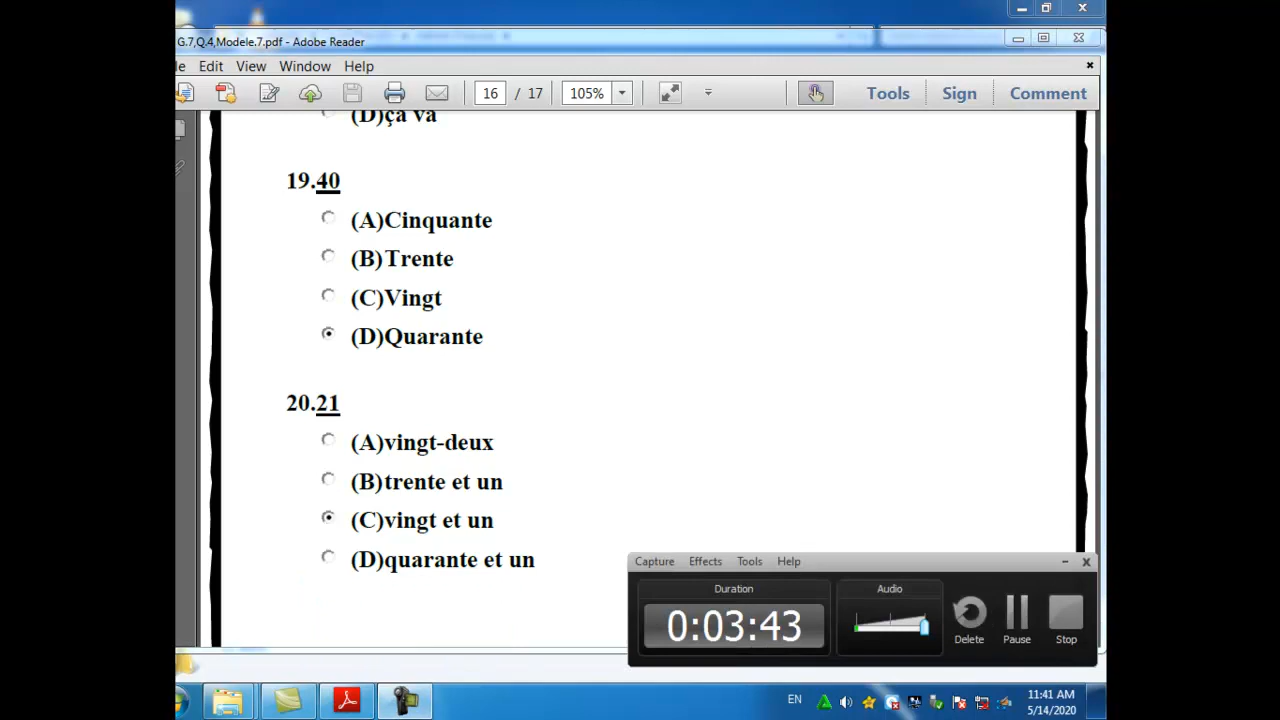 G.7,Q.4,Modele.7.pdf - Adobe Reader
Edit View Window Help
16 / 17 105% Tools Sign Comment
(D)ça va
19.40
(A)Cinquante
(B)Trente
(C)Vingt
(D)Quarante
20.21
(A)vingt-deux
(B)trente et un
(C)vingt et un
(D)quarante et un
Capture Effects Tools Help
Duration Audio
0:03:43
Delete Pause Stop
EN 11:41 AM
5/14/2020